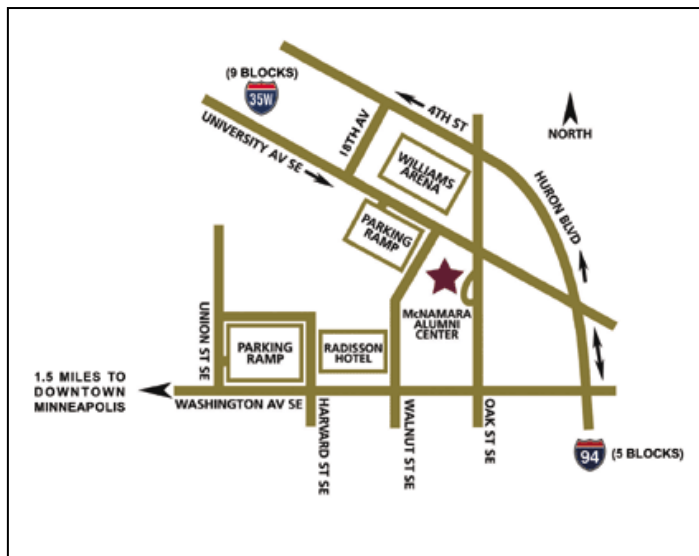 (9 BLOCKS)
35W
4TH ST
NORTH
18TH AV
UNIVERSITY AV SE
WILLIAMS
ARENA
HURON BLVD
PARKING
RAMP
McNAMARA
ALUMNI
CENTER
UNION ST SE
PARKING
RAMP
RADISSON
HOTEL
1.5 MILES TO
DOWNTOWN
MINNEAPOLIS
WASHINGTON AV SE
HARVARD ST SE
WALNUT ST SE
OAK ST SE
94
(5 BLOCKS)